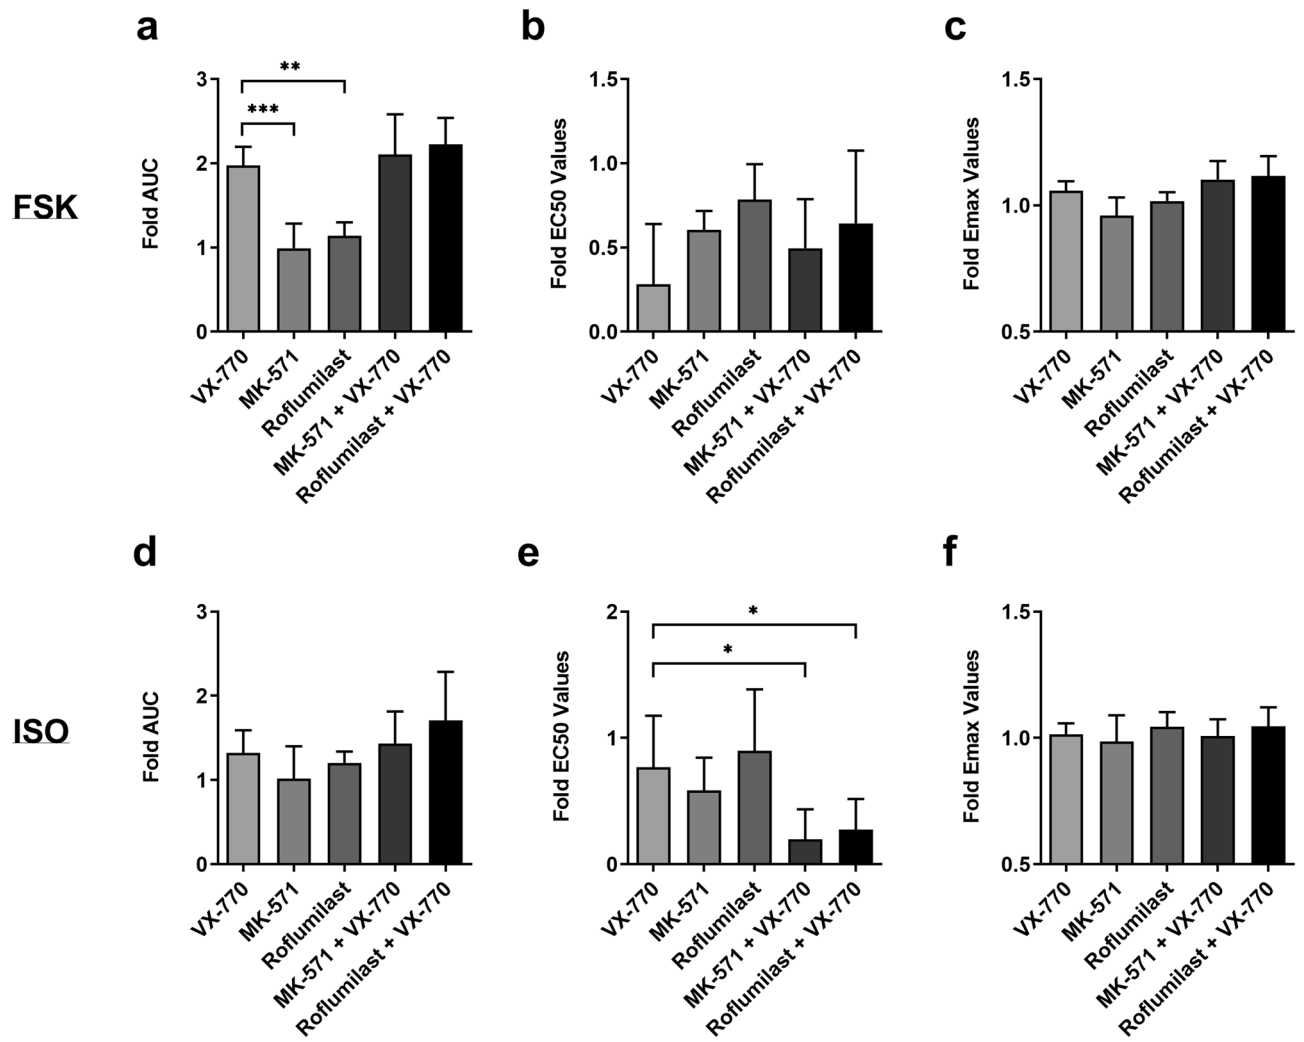 a
b
c
FSK
Fold AUC
3
2
1
0
**
***
VX-770
MK-571
Roflumilast
MK-571 + VX-770
Roflumilast + VX-770
Fold EC50 Values
1.5
1.0
0.5
0.0
VX-770
MK-571
Roflumilast
MK-571 + VX-770
Roflumilast + VX-770
Fold Emax Values
1.5
1.0
0.5
VX-770
MK-571
Roflumilast
MK-571 + VX-770
Roflumilast + VX-770
d
e
f
ISO
Fold AUC
3
2
1
0
VX-770
MK-571
Roflumilast
MK-571 + VX-770
Roflumilast + VX-770
Fold EC50 Values
2
1
0
*
*
VX-770
MK-571
Roflumilast
MK-571 + VX-770
Roflumilast + VX-770
Fold Emax Values
1.5
1.0
0.5
VX-770
MK-571
Roflumilast
MK-571 + VX-770
Roflumilast + VX-770